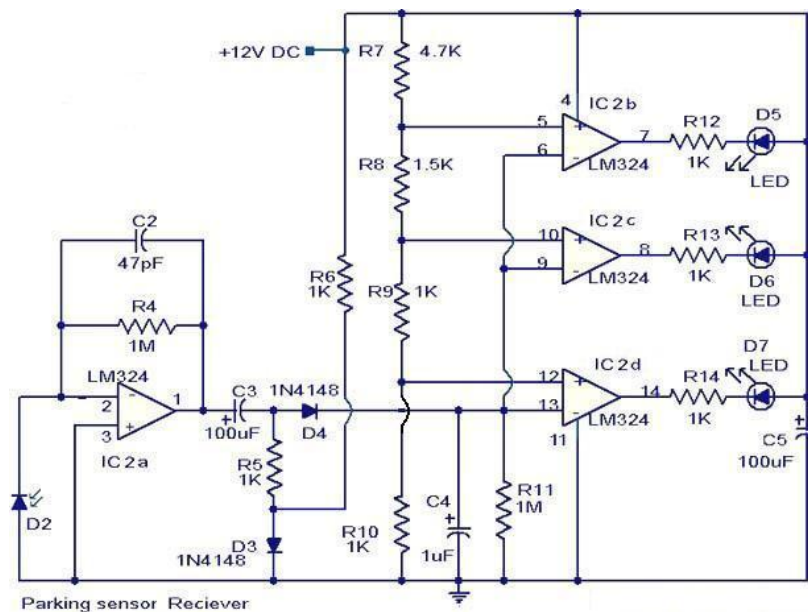 +12V DC
R7
4.7K
4
IC2b
5
6
7
LM324
R12
1K
D5
LED
R8
1.5K
C2
47pF
R4
1M
R6
1K
R9
1K
10
9
IC2c
8
LM324
R13
1K
D6
LED
LM324
-
2
3
+
1
IC2a
C3
+
100uF
1N4148
D4
12
13
IC2d
14
LM324
11
R14
1K
D7
LED
C5
+
100uF
R5
1K
D2
D3
1N4148
R10
1K
C4
+
1uF
R11
1M
Parking sensor Reciever